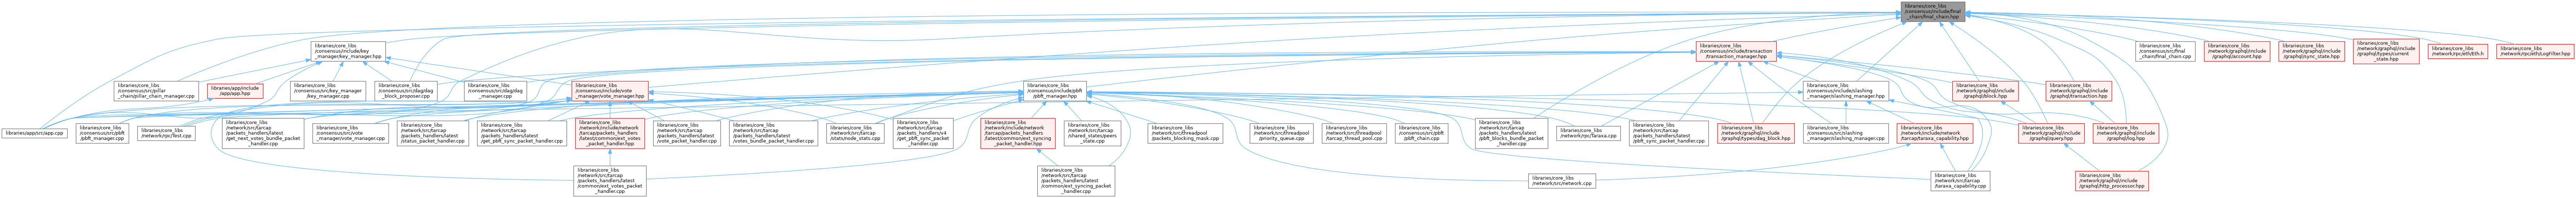 libraries/core_libs
/consensus/include/final
_chain/final_chain.hpp
libraries/core_libs
/consensus/include/key
_manager/key_manager.hpp
libraries/core_libs
/consensus/include/transaction
_manager/transaction_manager.hpp
libraries/core_libs
/consensus/src/final
_chain/final_chain.cpp
libraries/core_libs
/network/graphql/include
/graphql/account.hpp
libraries/core_libs
/network/graphql/include
/graphql/sync_state.hpp
libraries/core_libs
/network/graphql/include
/graphql/types/current
_state.hpp
libraries/core_libs
/network/rpc/eth/Eth.h
libraries/core_libs
/network/rpc/eth/LogFilter.hpp
libraries/core_libs
/consensus/src/pillar
_chain/pillar_chain_manager.cpp
libraries/app/include
/app/app.hpp
libraries/core_libs
/consensus/src/key_manager
/key_manager.cpp
libraries/core_libs
/consensus/src/dag/dag
_block_proposer.cpp
libraries/core_libs
/consensus/src/dag/dag
_manager.cpp
libraries/core_libs
/consensus/include/vote
_manager/vote_manager.hpp
libraries/core_libs
/consensus/include/pbft
/pbft_manager.hpp
libraries/core_libs
/consensus/include/slashing
_manager/slashing_manager.hpp
libraries/core_libs
/network/graphql/include
/graphql/block.hpp
libraries/core_libs
/network/graphql/include
/graphql/transaction.hpp
libraries/app/src/app.cpp
libraries/core_libs
/consensus/src/pbft
/pbft_manager.cpp
libraries/core_libs
/network/rpc/Test.cpp
libraries/core_libs
/network/src/tarcap
/packets_handlers/latest
/get_next_votes_bundle_packet
_handler.cpp
libraries/core_libs
/consensus/src/vote
_manager/vote_manager.cpp
libraries/core_libs
/network/src/tarcap
/packets_handlers/latest
/status_packet_handler.cpp
libraries/core_libs
/network/src/tarcap
/packets_handlers/latest
/get_pbft_sync_packet_handler.cpp
libraries/core_libs
/network/include/network
/tarcap/packets_handlers
/latest/common/ext_votes
_packet_handler.hpp
libraries/core_libs
/network/src/tarcap
/packets_handlers/latest
/vote_packet_handler.cpp
libraries/core_libs
/network/src/tarcap
/packets_handlers/latest
/votes_bundle_packet_handler.cpp
libraries/core_libs
/network/src/tarcap
/stats/node_stats.cpp
libraries/core_libs
/network/src/tarcap
/packets_handlers/v4
/get_pbft_sync_packet
_handler.cpp
libraries/core_libs
/network/include/network
/tarcap/packets_handlers
/latest/common/ext_syncing
_packet_handler.hpp
libraries/core_libs
/network/src/tarcap
/shared_states/peers
_state.cpp
libraries/core_libs
/network/src/threadpool
/packets_blocking_mask.cpp
libraries/core_libs
/network/src/threadpool
/priority_queue.cpp
libraries/core_libs
/network/src/threadpool
/tarcap_thread_pool.cpp
libraries/core_libs
/consensus/src/pbft
/pbft_chain.cpp
libraries/core_libs
/network/src/tarcap
/packets_handlers/latest
/pbft_blocks_bundle_packet
_handler.cpp
libraries/core_libs
/network/rpc/Taraxa.cpp
libraries/core_libs
/network/src/tarcap
/packets_handlers/latest
/pbft_sync_packet_handler.cpp
libraries/core_libs
/network/graphql/include
/graphql/types/dag_block.hpp
libraries/core_libs
/consensus/src/slashing
_manager/slashing_manager.cpp
libraries/core_libs
/network/include/network
/tarcap/taraxa_capability.hpp
libraries/core_libs
/network/graphql/include
/graphql/query.hpp
libraries/core_libs
/network/graphql/include
/graphql/log.hpp
libraries/core_libs
/network/src/tarcap
/packets_handlers/latest
/common/ext_votes_packet
_handler.cpp
libraries/core_libs
/network/src/tarcap
/packets_handlers/latest
/common/ext_syncing_packet
_handler.cpp
libraries/core_libs
/network/src/network.cpp
libraries/core_libs
/network/src/tarcap
/taraxa_capability.cpp
libraries/core_libs
/network/graphql/include
/graphql/http_processor.hpp